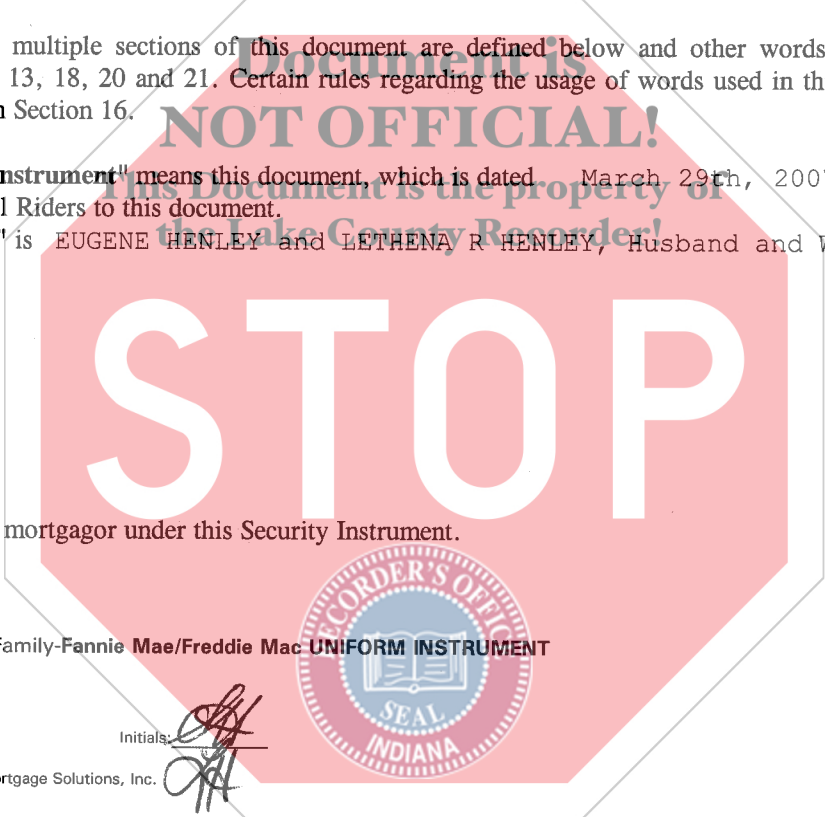 multiple sections of this document are defined below and other words
13, 18, 20 and 21. Certain rules regarding the usage of words used in th
n Section 16.
Document is
NOT OFFICIAL!
This Document is the property of
the Lake County Recorder!
nstrument" means this document, which is dated March 29th, 200
l Riders to this document.
" is EUGENE HENLEY and LETHENA R HENLEY, Husband and W
STOP
mortgagor under this Security Instrument.
RECORDER'S OFFIC
SEAL
INDIANA
Family-Fannie Mae/Freddie Mac UNIFORM INSTRUMENT
Initials:
rtgage Solutions, Inc.